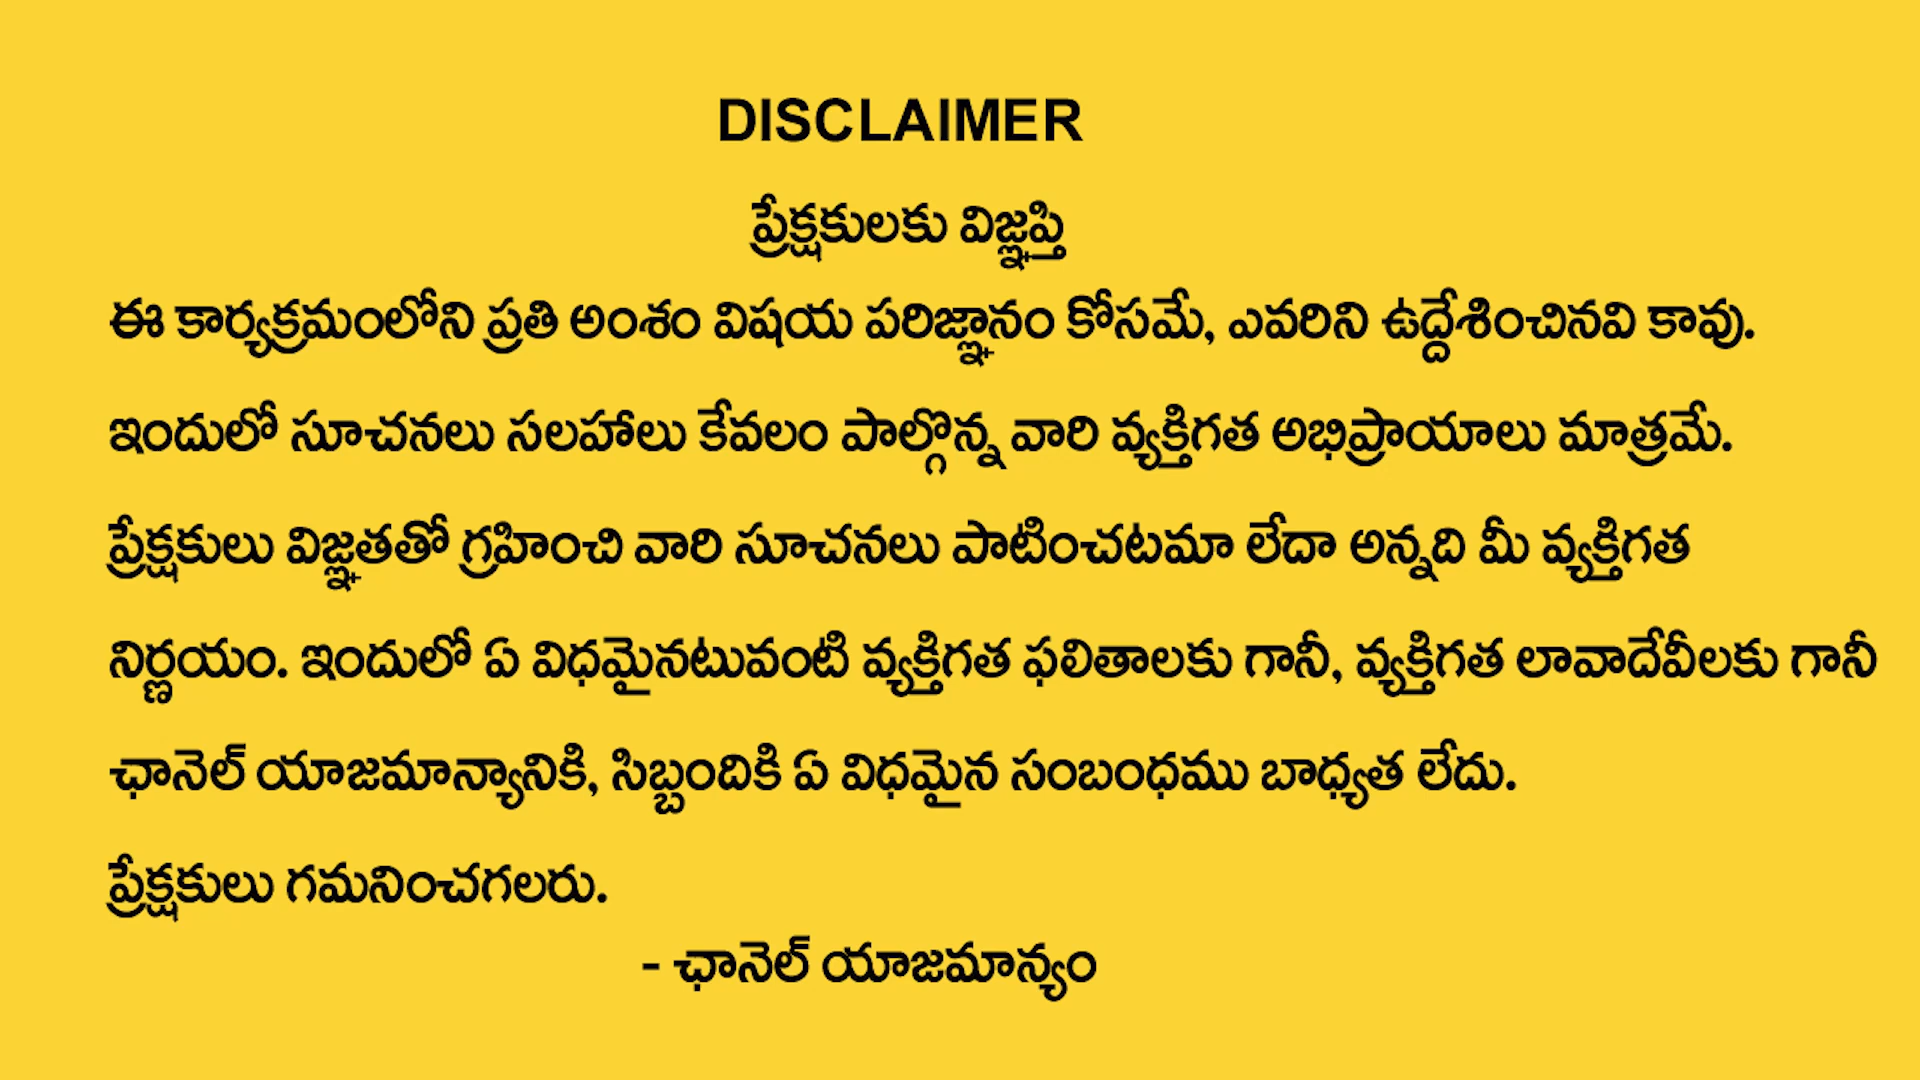 DISCLAIMER
ప్రేక్షకులకు విజ్ఞప్తి
ఈ కార్యక్రమంలోని ప్రతి అంశం విషయ పరిజ్ఞానం కోసమే, ఎవరిని ఉద్దేశించినవి కావు.
ఇందులో సూచనలు సలహాలు కేవలం పాల్గొన్న వారి వ్యక్తిగత అభిప్రాయాలు మాత్రమే.
ప్రేక్షకులు విజ్ఞతతో గ్రహించి వారి సూచనలు పాటించటమా లేదా అన్నది మీ వ్యక్తిగత
నిర్ణయం. ఇందులో ఏ విధమైనటువంటి వ్యక్తిగత ఫలితాలకు గానీ, వ్యక్తిగత లావాదేవీలకు గానీ
ఛానెల్ యాజమాన్యానికి, సిబ్బందికి ఏ విధమైన సంబంధము బాధ్యత లేదు.
ప్రేక్షకులు గమనించగలరు.
- ఛానెల్ యాజమాన్యం